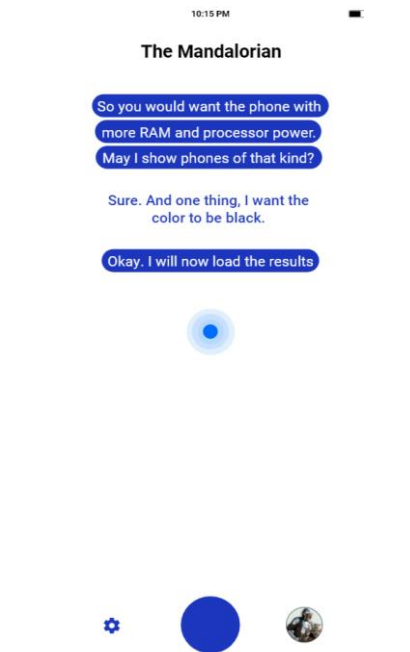 10:15 PM
The Mandalorian
So you would want the phone with
more RAM and processor power.
May I show phones of that kind?
Sure. And one thing, I want the
color to be black.
Okay. I will now load the results